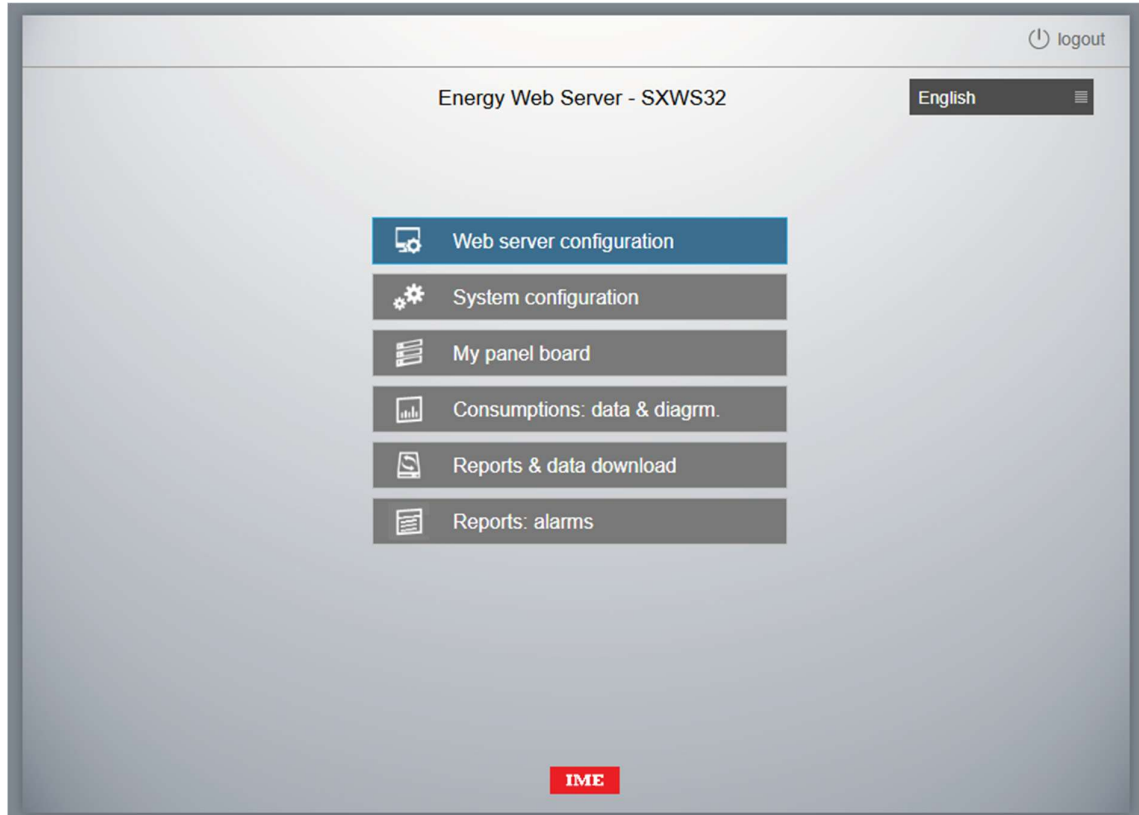 logout
Energy Web Server - SXWS32
English
Web server configuration
System configuration
My panel board
Consumptions: data & diagrm.
Reports & data download
Reports: alarms
IME